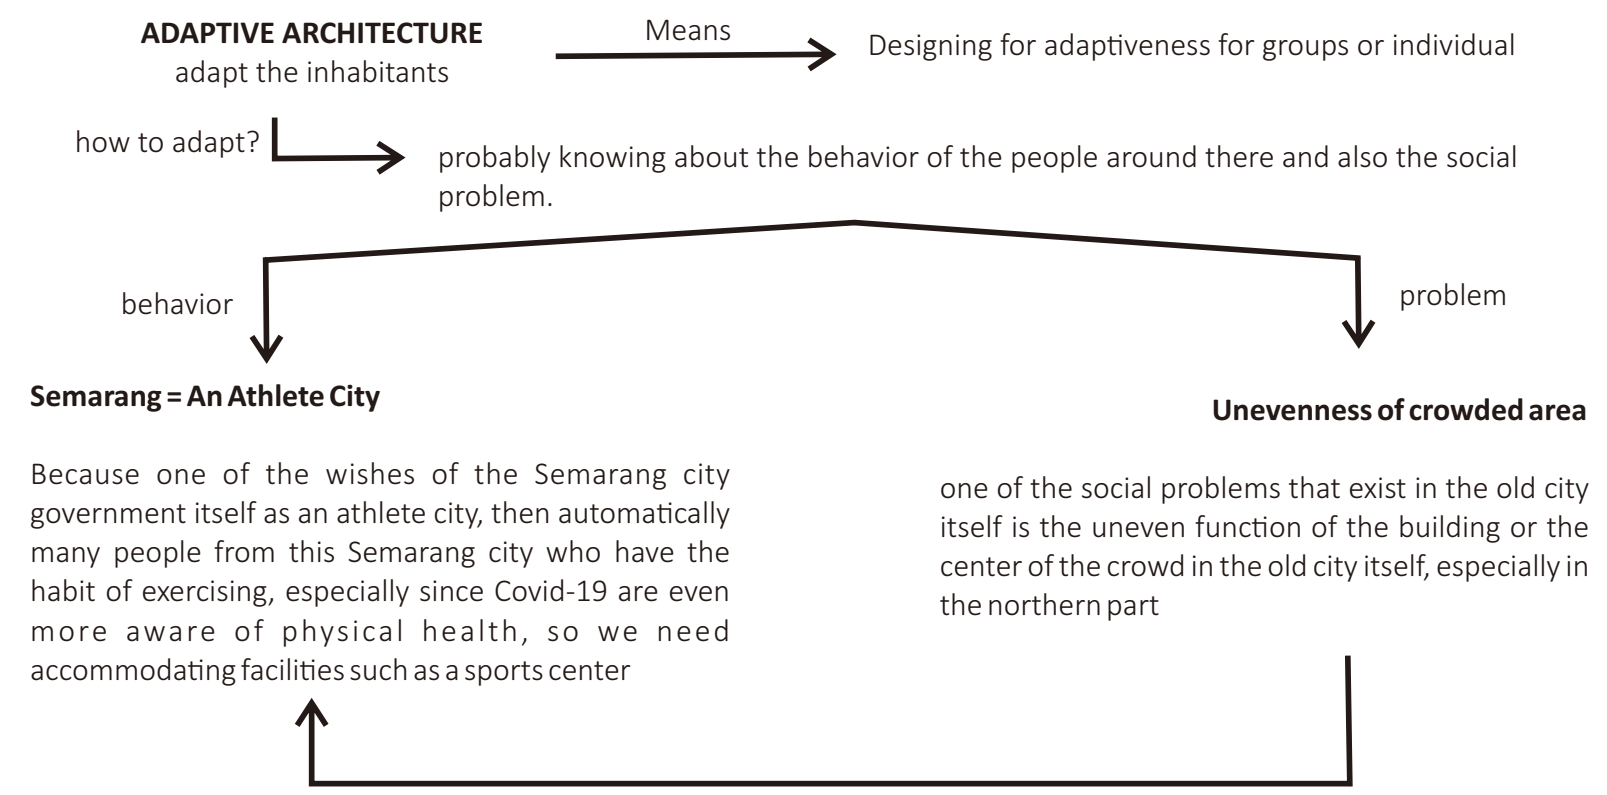 ADAPTIVE ARCHITECTURE
adapt the inhabitants
Means
Designing for adaptiveness for groups or individual
how to adapt?
probably knowing about the behavior of the people around there and also the social
problem.
behavior
problem
Semarang = An Athlete City
Because one of the wishes of the Semarang city
government itself as an athlete city, then automatically
many people from this Semarang city who have the
habit of exercising, especially since Covid-19 are even
more aware of physical health, so we need
accommodating facilities such as a sports center
Unevenness of crowded area
one of the social problems that exist in the old city
itself is the uneven function of the building or the
center of the crowd in the old city itself, especially in
the northern part